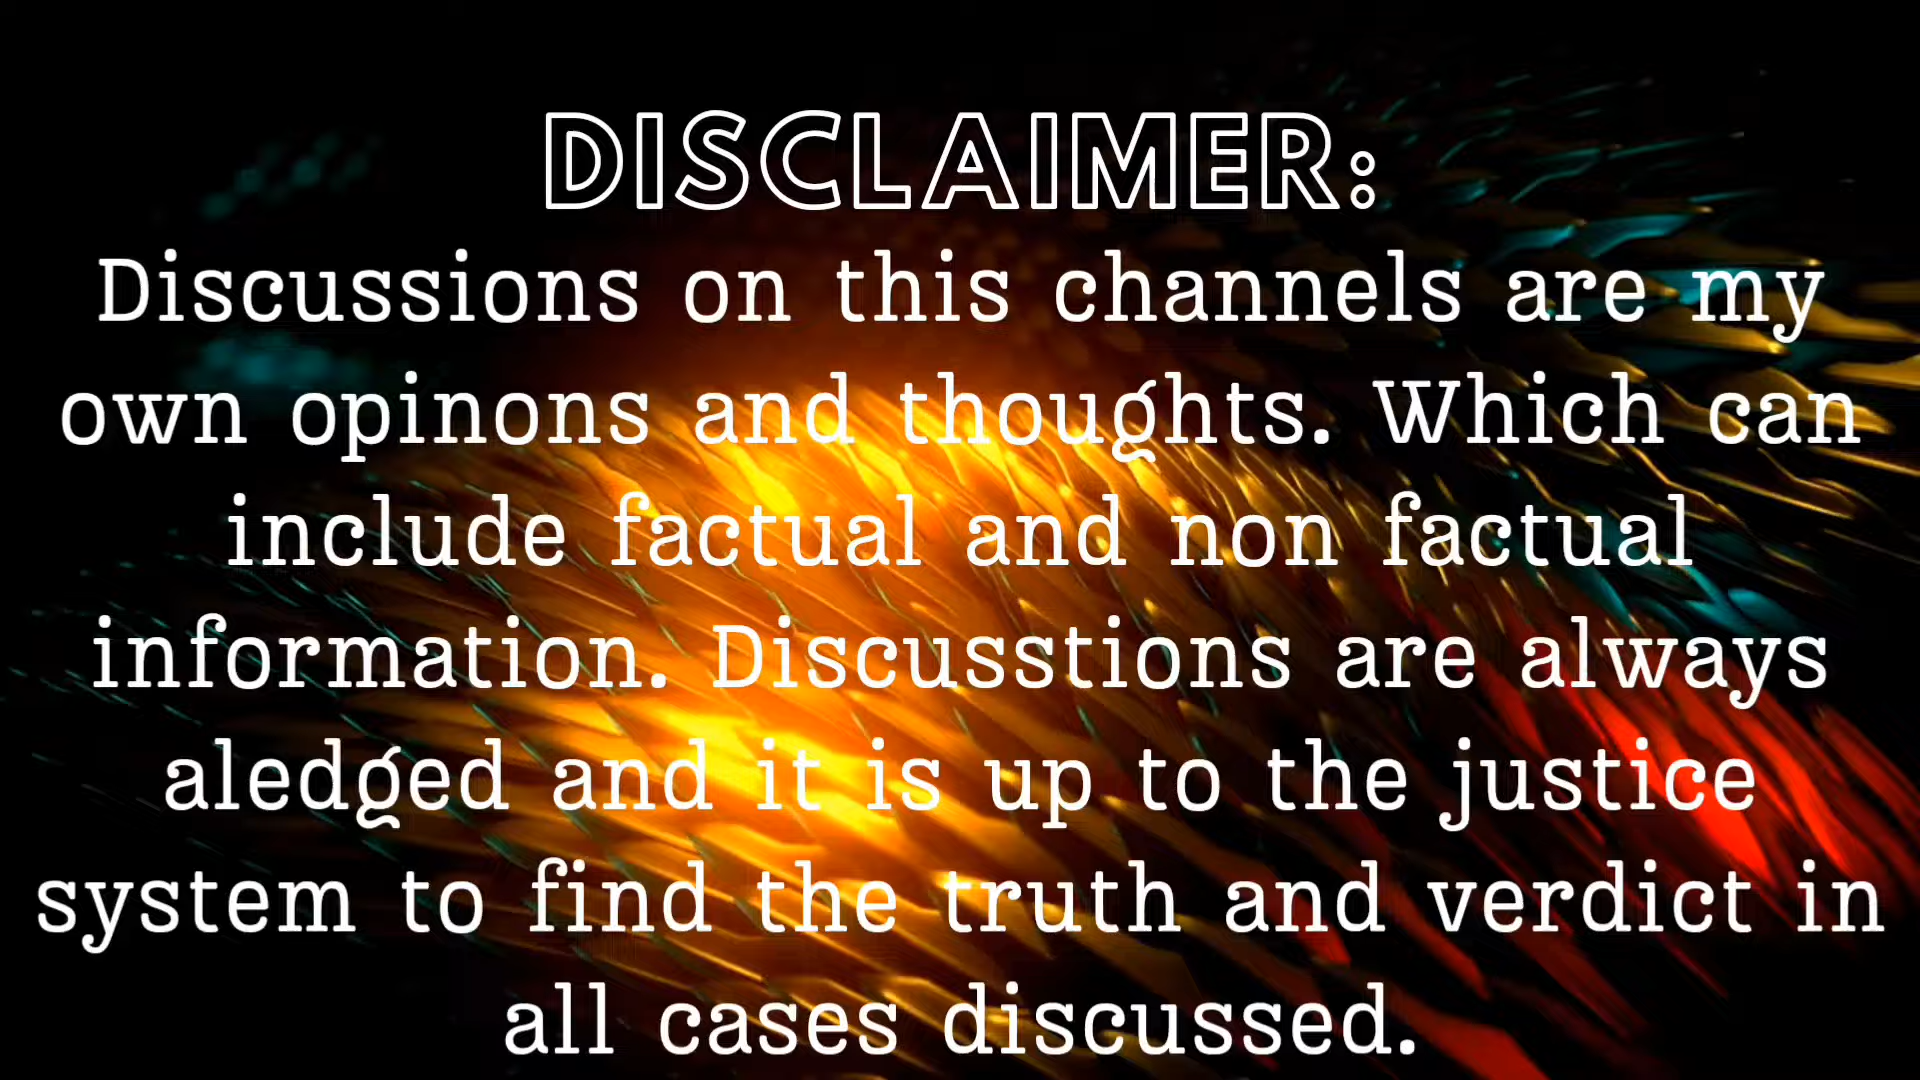 DISCLAIMER:
Discussions on this channels are my
own opinons and thoughts. Which can
include factual and non factual
information. Discusstions are always
aledged and it is up to the justice
system to find the truth and verdict in
all cases discussed.